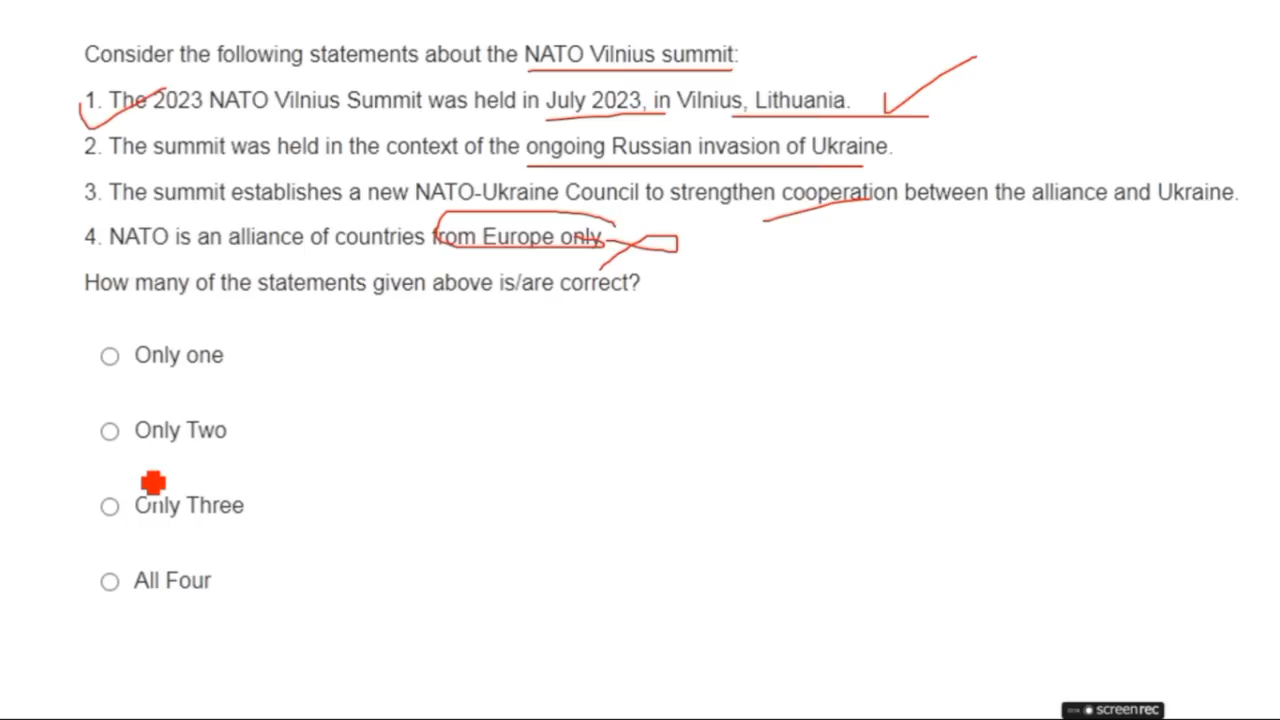 Consider the following statements about the NATO Vilnius summit:
1. The 2023 NATO Vilnius Summit was held in July 2023, in Vilnius, Lithuania.
2. The summit was held in the context of the ongoing Russian invasion of Ukraine.
3. The summit establishes a new NATO-Ukraine Council to strengthen cooperation between the alliance and Ukraine.
4. NATO is an alliance of countries from Europe only.
How many of the statements given above is/are correct?
Only one
Only Two
Only Three
All Four
screenrec